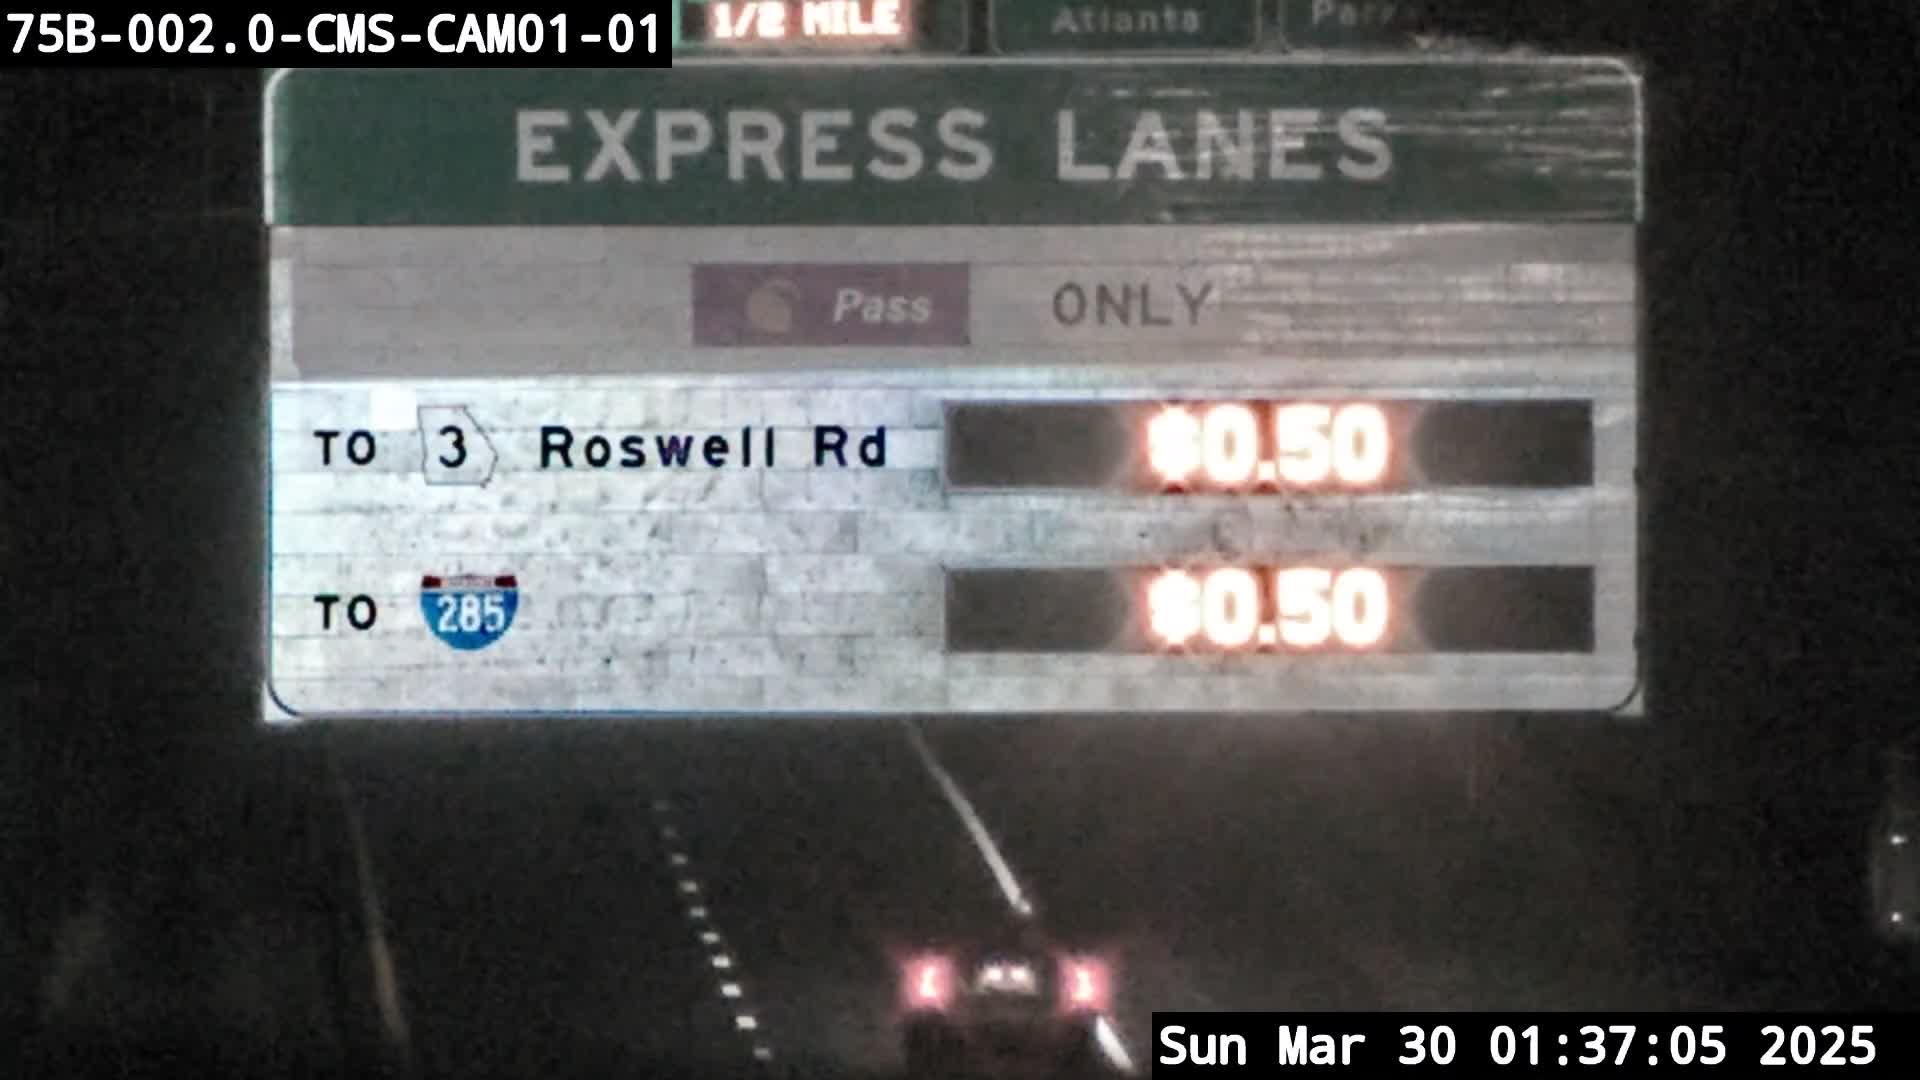 75B-002.0-CMS-CAM01-01
1/2 MILE
Atlanta
EXPRESS LANES
Pass ONLY
TO 3 Roswell Rd $0.50
TO 285 $0.50
Sun Mar 30 01:37:05 2025